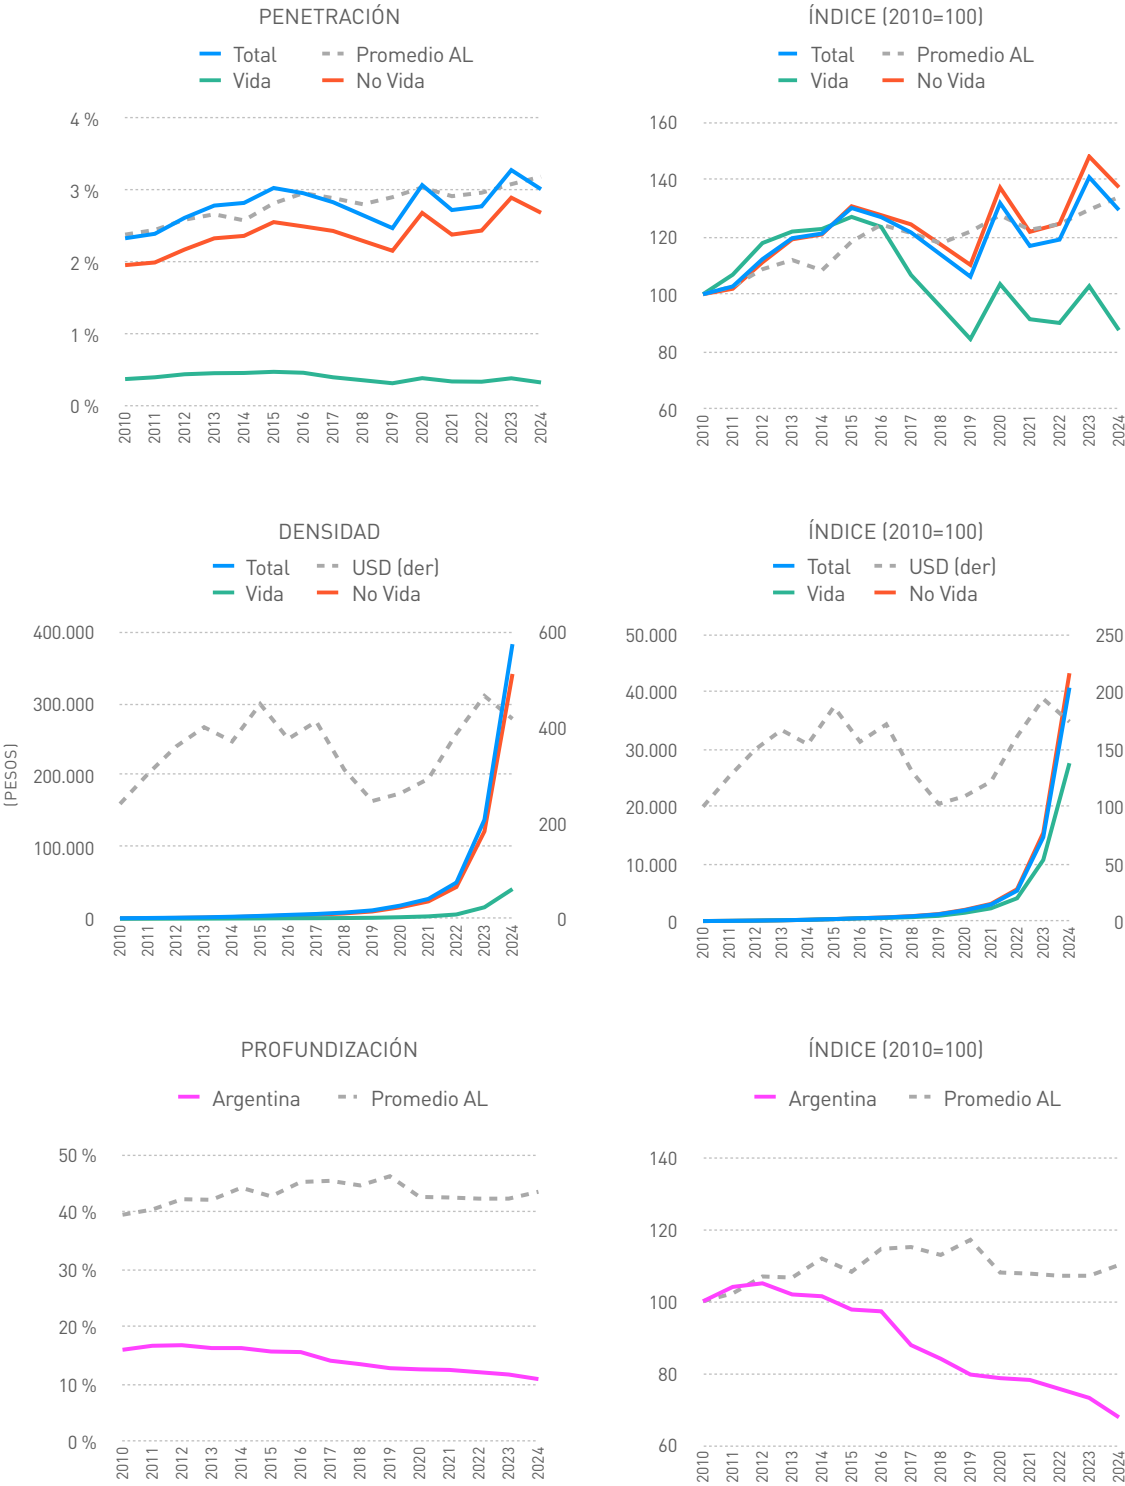 PENETRACIÓN
Total
Promedio AL
Vida
No Vida
4 %
3 %
2 %
1 %
0 %
2010 2011 2012 2013 2014 2015 2016 2017 2018 2019 2020 2021 2022 2023 2024
ÍNDICE (2010=100)
Total
Promedio AL
Vida
No Vida
160
140
120
100
80
60
2010 2011 2012 2013 2014 2015 2016 2017 2018 2019 2020 2021 2022 2023 2024
DENSIDAD
Total
USD (der)
Vida
No Vida
(PESOS)
400.000
300.000
200.000
100.000
0
600
400
200
0
2010 2011 2012 2013 2014 2015 2016 2017 2018 2019 2020 2021 2022 2023 2024
ÍNDICE (2010=100)
Total
USD (der)
Vida
No Vida
50.000
40.000
30.000
20.000
10.000
0
250
200
150
100
50
0
2010 2011 2012 2013 2014 2015 2016 2017 2018 2019 2020 2021 2022 2023 2024
PROFUNDIZACIÓN
Argentina
Promedio AL
50 %
40 %
30 %
20 %
10 %
0 %
2010 2011 2012 2013 2014 2015 2016 2017 2018 2019 2020 2021 2022 2023 2024
ÍNDICE (2010=100)
Argentina
Promedio AL
140
120
100
80
60
2010 2011 2012 2013 2014 2015 2016 2017 2018 2019 2020 2021 2022 2023 2024